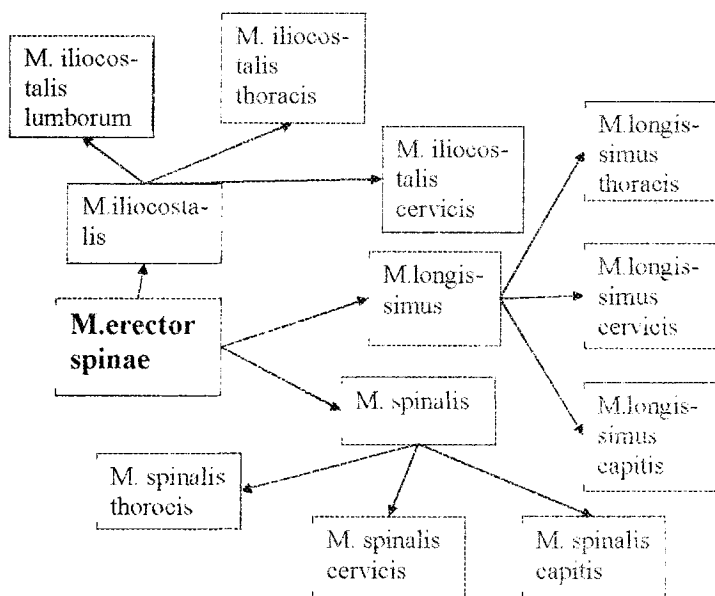 M. iliocos-
talis
lumborum
M. iliocos-
talis
thoracis
M. iliocos-
talis
cervicis
M.iliocosta-
lis
M.erector
spinae
M.longis-
simus
M.longis-
simus
thoracis
M.longis-
simus
cervicis
M.longis-
simus
capitis
M. spinalis
M. spinalis
thorocis
M. spinalis
cervicis
M. spinalis
capitis